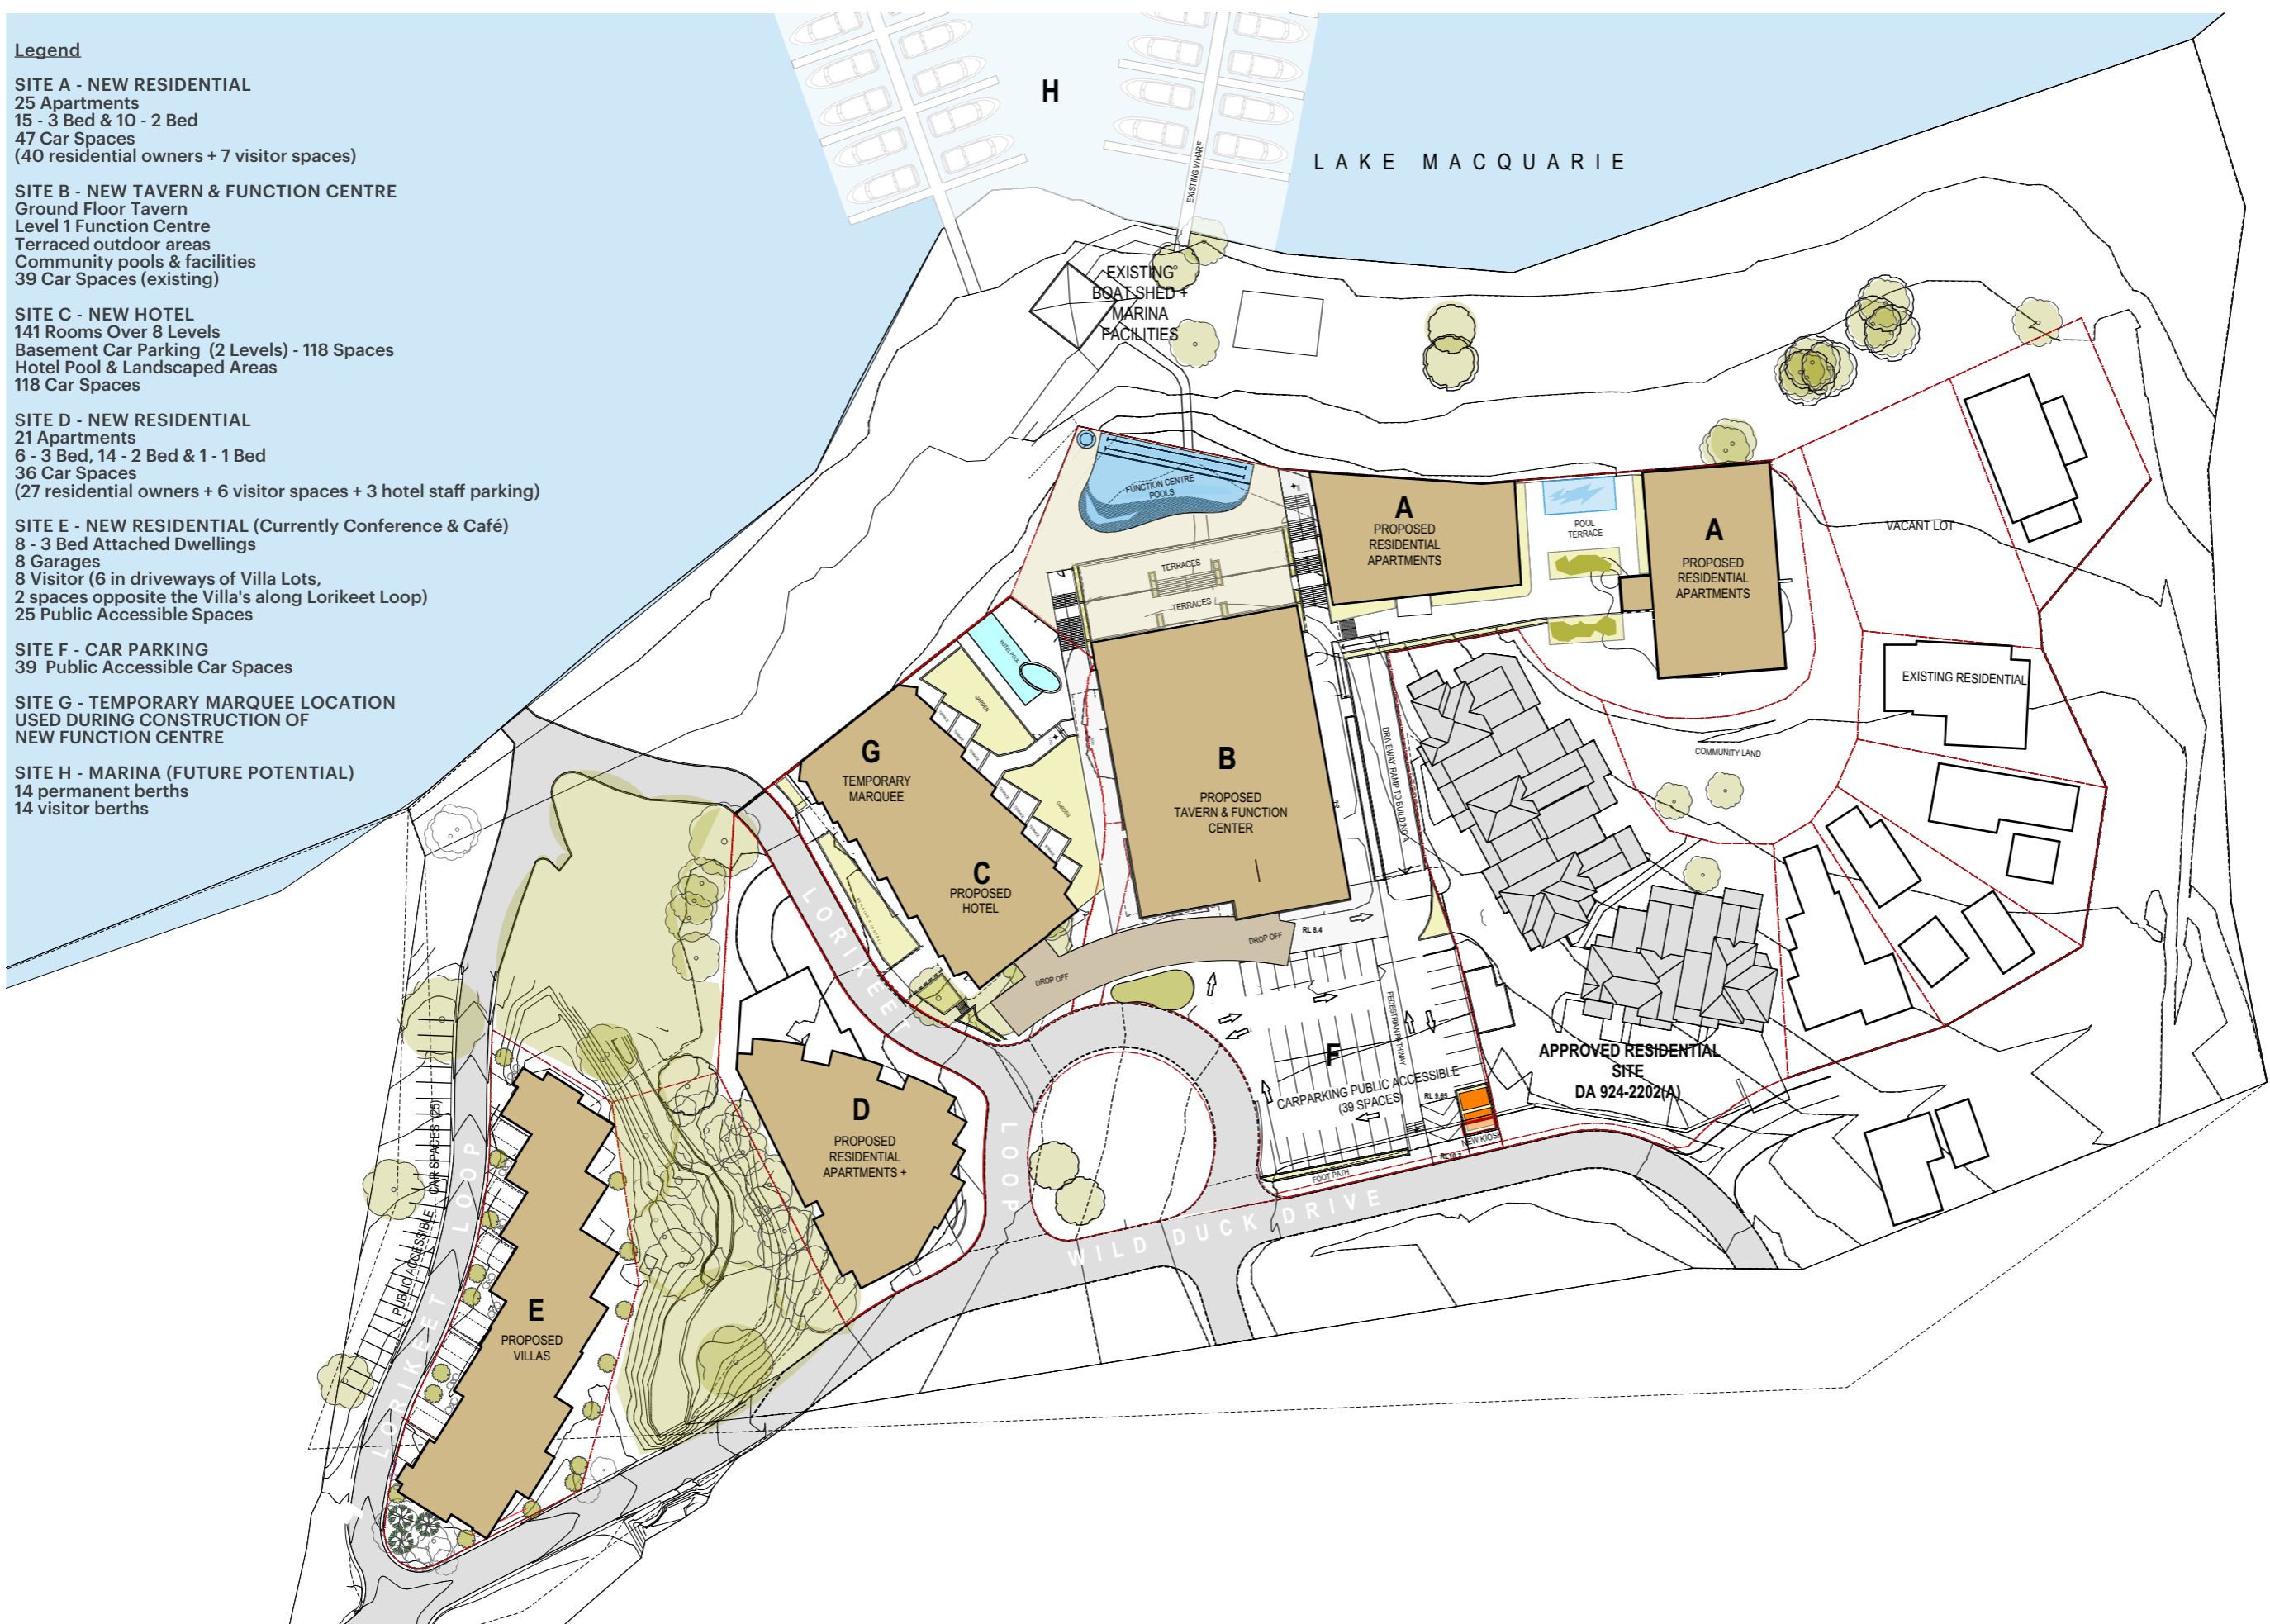 Legend
SITE A - NEW RESIDENTIAL
25 Apartments
15 - 3 Bed & 10 - 2 Bed
47 Car Spaces
(40 residential owners + 7 visitor spaces)
SITE B - NEW TAVERN & FUNCTION CENTRE
Ground Floor Tavern
Level 1 Function Centre
Terraced outdoor areas
Community pools & facilities
39 Car Spaces (existing)
SITE C - NEW HOTEL
141 Rooms Over 8 Levels
Basement Car Parking (2 Levels) - 118 Spaces
Hotel Pool & Landscaped Areas
118 Car Spaces
SITE D - NEW RESIDENTIAL
21 Apartments
6 - 3 Bed, 14 - 2 Bed & 1 - 1 Bed
36 Car Spaces
(27 residential owners + 6 visitor spaces + 3 hotel staff parking)
SITE E - NEW RESIDENTIAL (Currently Conference & Café)
8 - 3 Bed Attached Dwellings
8 Garages
8 Visitor (6 in driveways of Villa Lots,
2 spaces opposite the Villa's along Lorikeet Loop)
25 Public Accessible Spaces
SITE F - CAR PARKING
39 Public Accessible Car Spaces
SITE G - TEMPORARY MARQUEE LOCATION
USED DURING CONSTRUCTION OF
NEW FUNCTION CENTRE
SITE H - MARINA (FUTURE POTENTIAL)
14 permanent berths
14 visitor berths
H
EXISTING WHARF
LAKE MACQUARIE
EXISTING
BOAT SHED +
MARINA
FACILITIES
FUNCTION CENTRE
POOLS
TERRACES
TERRACES
A
PROPOSED
RESIDENTIAL
APARTMENTS
POOL
TERRACE
A
PROPOSED
RESIDENTIAL
APARTMENTS
VACANT LOT
EXISTING RESIDENTIAL
COMMUNITY LAND
HOTEL POOL
GARDEN
GARDEN
G
TEMPORARY
MARQUEE
C
PROPOSED
HOTEL
B
PROPOSED
TAVERN & FUNCTION
CENTER
DRIVEWAY RAMP TO BUILDING A
DROP OFF
DROP OFF
RL 8.4
PEDESTRIAN PATHWAY
F
CARPARKING PUBLIC ACCESSIBLE
(39 SPACES)
RL 9.65
NEW KIOSK
FOOT PATH
APPROVED RESIDENTIAL
SITE
DA 924-2202(A)
LORIKEET
LOOP
WILD DUCK DRIVE
D
PROPOSED
RESIDENTIAL
APARTMENTS +
E
PROPOSED
VILLAS
PUBLIC ACCESSIBLE - CAR SPACES (25)
LORIKEET LOOP